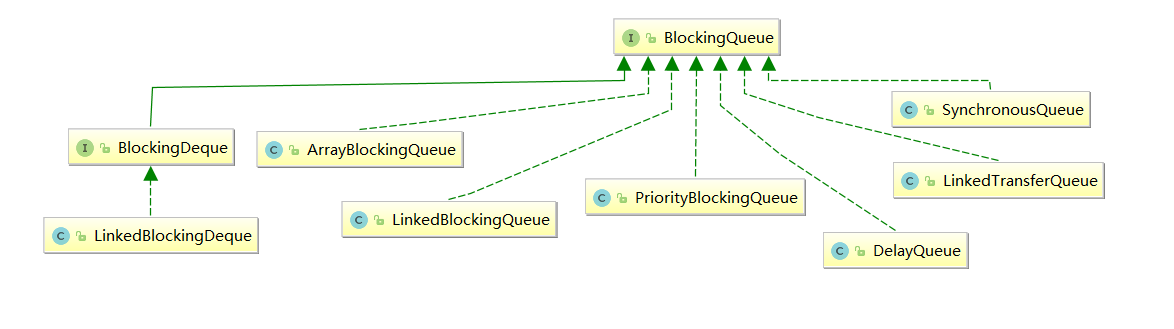 I BlockingQueue
C SynchronousQueue
I BlockingDeque
C ArrayBlockingQueue
C LinkedTransferQueue
C PriorityBlockingQueue
C LinkedBlockingQueue
C LinkedBlockingDeque
C DelayQueue